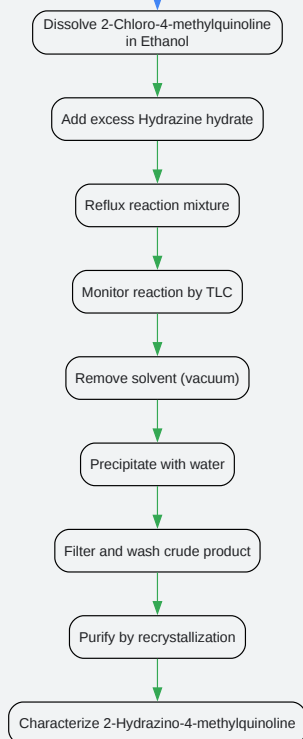 Dissolve 2-Chloro-4-methylquinoline
in Ethanol
Add excess Hydrazine hydrate
Reflux reaction mixture
Monitor reaction by TLC
Remove solvent (vacuum)
Precipitate with water
Filter and wash crude product
Purify by recrystallization
Characterize 2-Hydrazino-4-methylquinoline